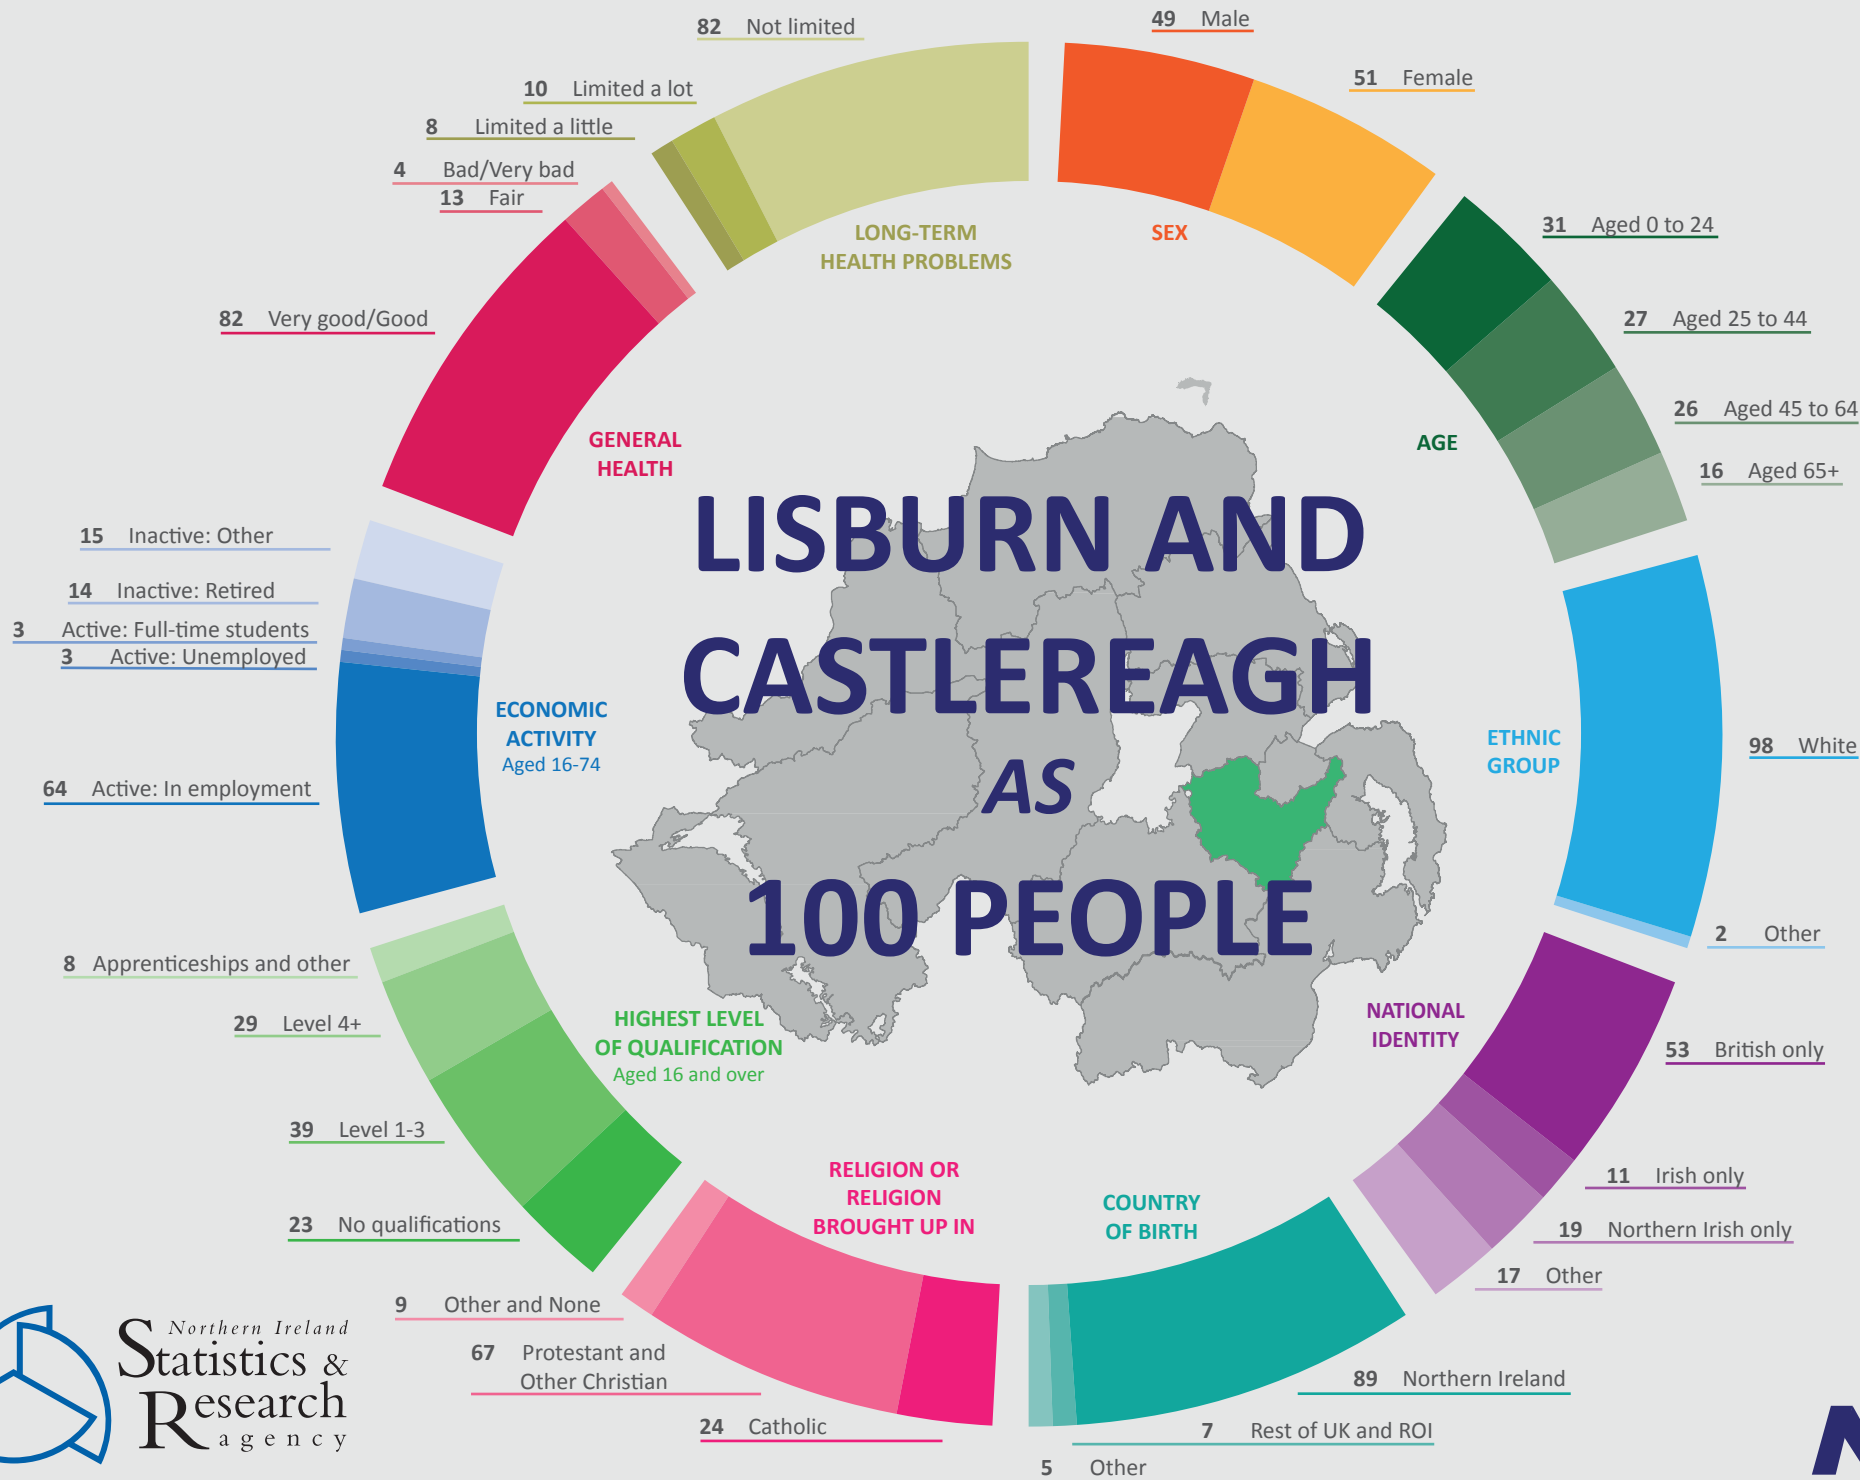 82 Not limited
10 Limited a lot
8 Limited a little
LONG-TERM
HEALTH PROBLEMS
49 Male
51 Female
SEX
31 Aged 0 to 24
27 Aged 25 to 44
26 Aged 45 to 64
16 Aged 65+
AGE
98 White
2 Other
ETHNIC
GROUP
53 British only
11 Irish only
19 Northern Irish only
17 Other
NATIONAL
IDENTITY
89 Northern Ireland
7 Rest of UK and ROI
5 Other
COUNTRY
OF BIRTH
24 Catholic
67 Protestant and
Other Christian
9 Other and None
RELIGION OR
RELIGION
BROUGHT UP IN
23 No qualifications
39 Level 1-3
29 Level 4+
8 Apprenticeships and other
HIGHEST LEVEL
OF QUALIFICATION
Aged 16 and over
64 Active: In employment
3 Active: Unemployed
3 Active: Full-time students
14 Inactive: Retired
15 Inactive: Other
ECONOMIC
ACTIVITY
Aged 16-74
82 Very good/Good
13 Fair
4 Bad/Very bad
GENERAL
HEALTH
LISBURN AND
CASTLEREAGH
AS
100 PEOPLE
Northern Ireland
Statistics &
Research
agency